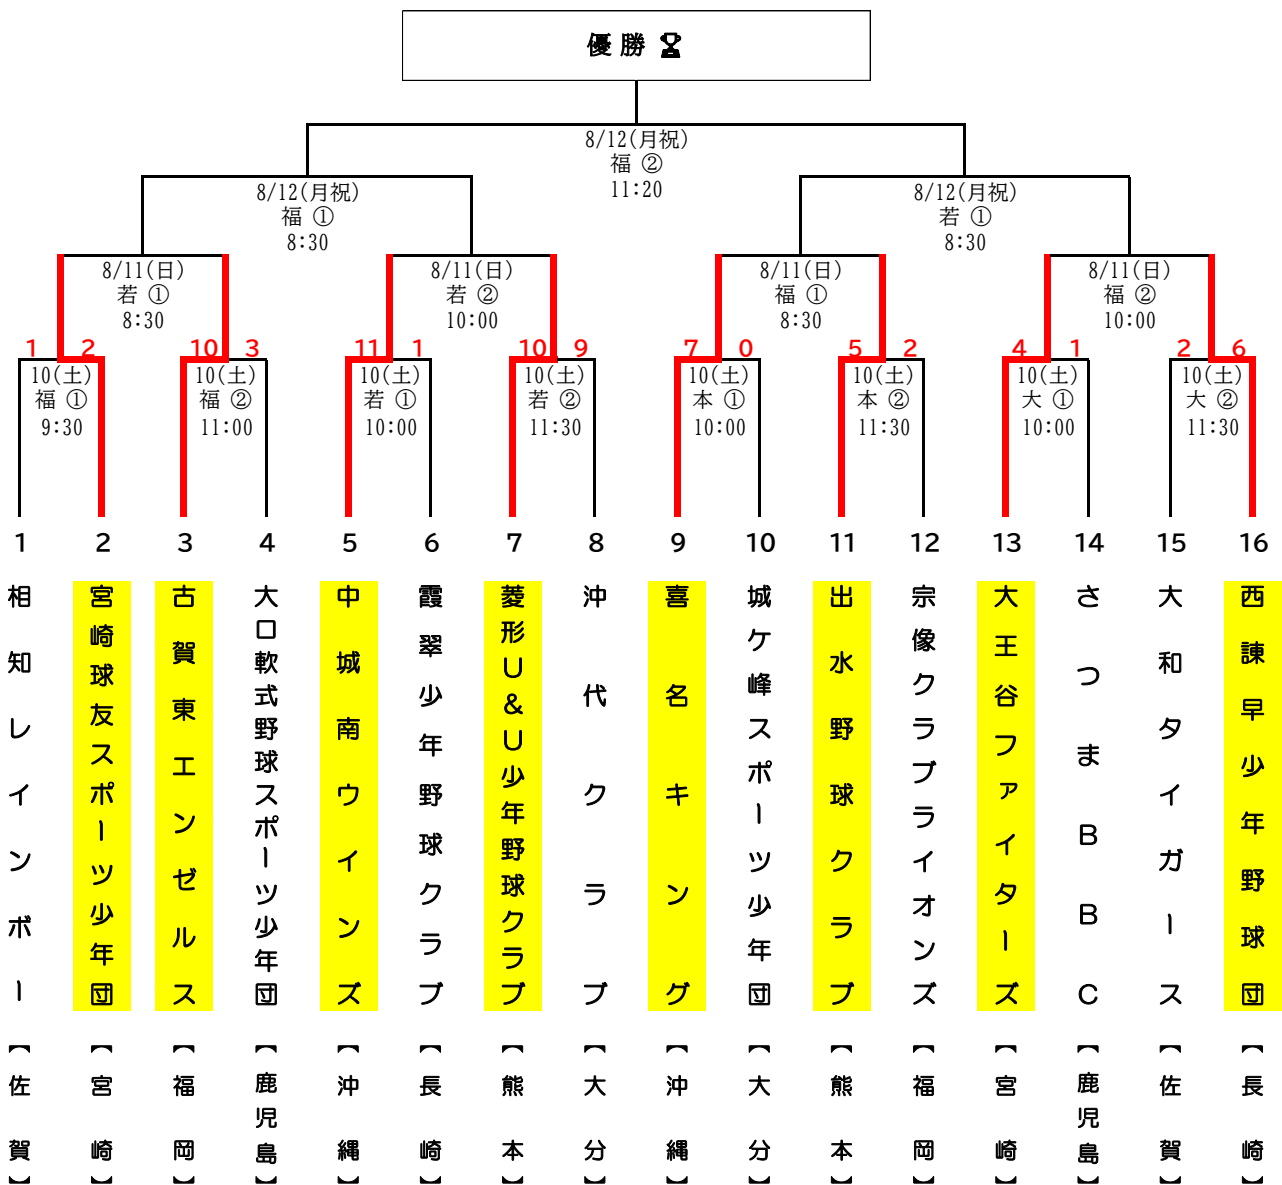 優勝🏆
8/12(月祝)
福 ②
11:20
8/12(月祝)
福 ①
8:30
8/12(月祝)
若 ①
8:30
8/11(日)
若 ①
8:30
8/11(日)
若 ②
10:00
8/11(日)
福 ①
8:30
8/11(日)
福 ②
10:00
1 2 10 3 11 1 10 9 7 0 5 2 4 1 2 6
10(土)
福 ①
9:30
10(土)
福 ②
11:00
10(土)
若 ①
10:00
10(土)
若 ②
11:30
10(土)
本 ①
10:00
10(土)
本 ②
11:30
10(土)
大 ①
10:00
10(土)
大 ②
11:30
1 2 3 4 5 6 7 8 9 10 11 12 13 14 15 16
相知レインボー
宮崎球友スポーツ少年団
古賀東エンゼルス
大口軟式野球スポーツ少年団
中城南ウインズ
霞翠少年野球クラブ
菱形U&U少年野球クラブ
沖代クラブ
喜名キング
城ケ峰スポーツ少年団
出水野球クラブ
宗像クラブライオンズ
大王谷ファイターズ
さつまBBC
大和タイガース
西諫早少年野球団
【佐賀】
【宮崎】
【福岡】
【鹿児島】
【沖縄】
【長崎】
【熊本】
【大分】
【沖縄】
【大分】
【熊本】
【福岡】
【宮崎】
【鹿児島】
【佐賀】
【長崎】